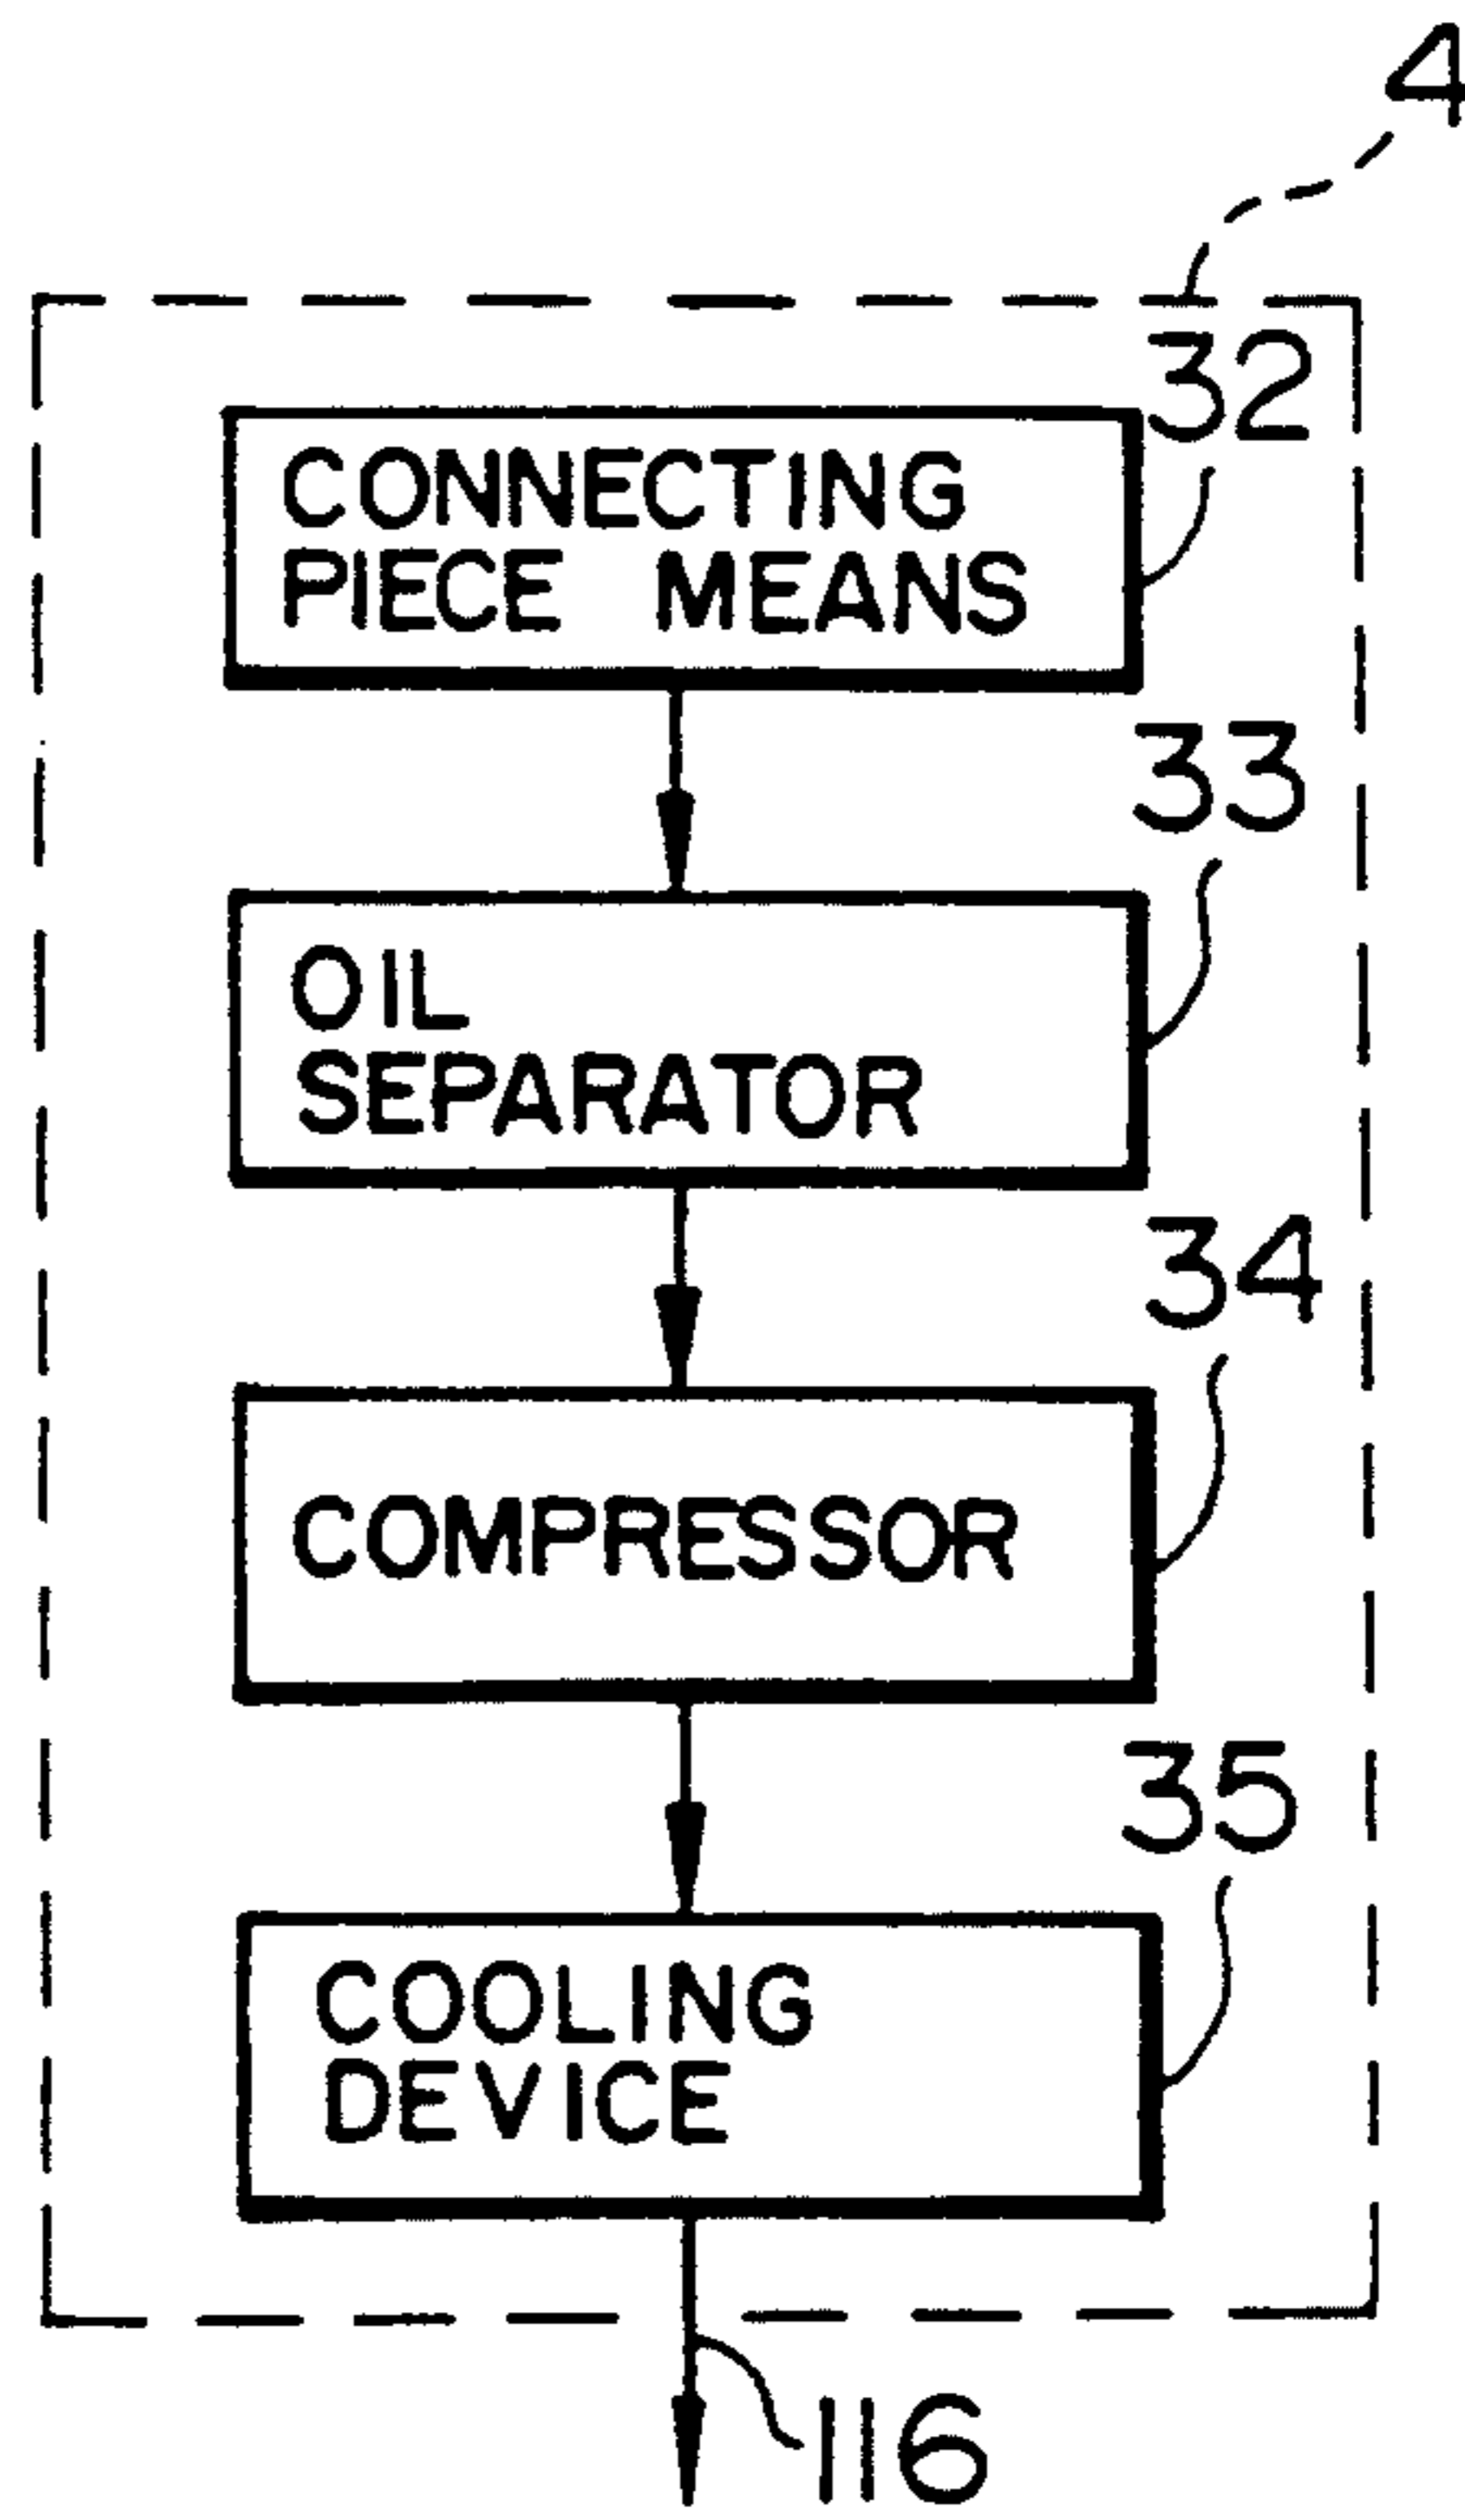 4
32
CONNECTING
PIECE MEANS
33
OIL
SEPARATOR
34
COMPRESSOR
35
COOLING
DEVICE
116